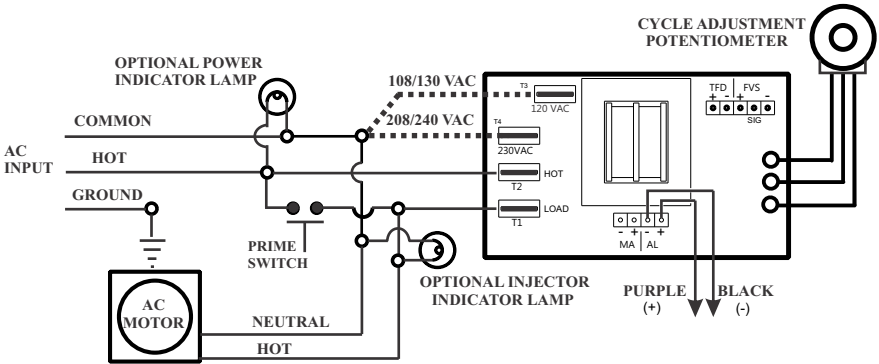 CYCLE ADJUSTMENT
POTENTIOMETER
OPTIONAL POWER
INDICATOR LAMP
108/130 VAC
T3
120 VAC
TFD FVS
+ - + -
SIG
COMMON
208/240 VAC
T4
230VAC
AC
INPUT
HOT
HOT
T2
GROUND
LOAD
T1
- + - +
MA AL
PRIME
SWITCH
OPTIONAL INJECTOR
INDICATOR LAMP
PURPLE
(+)
BLACK
(-)
AC
MOTOR
NEUTRAL
HOT